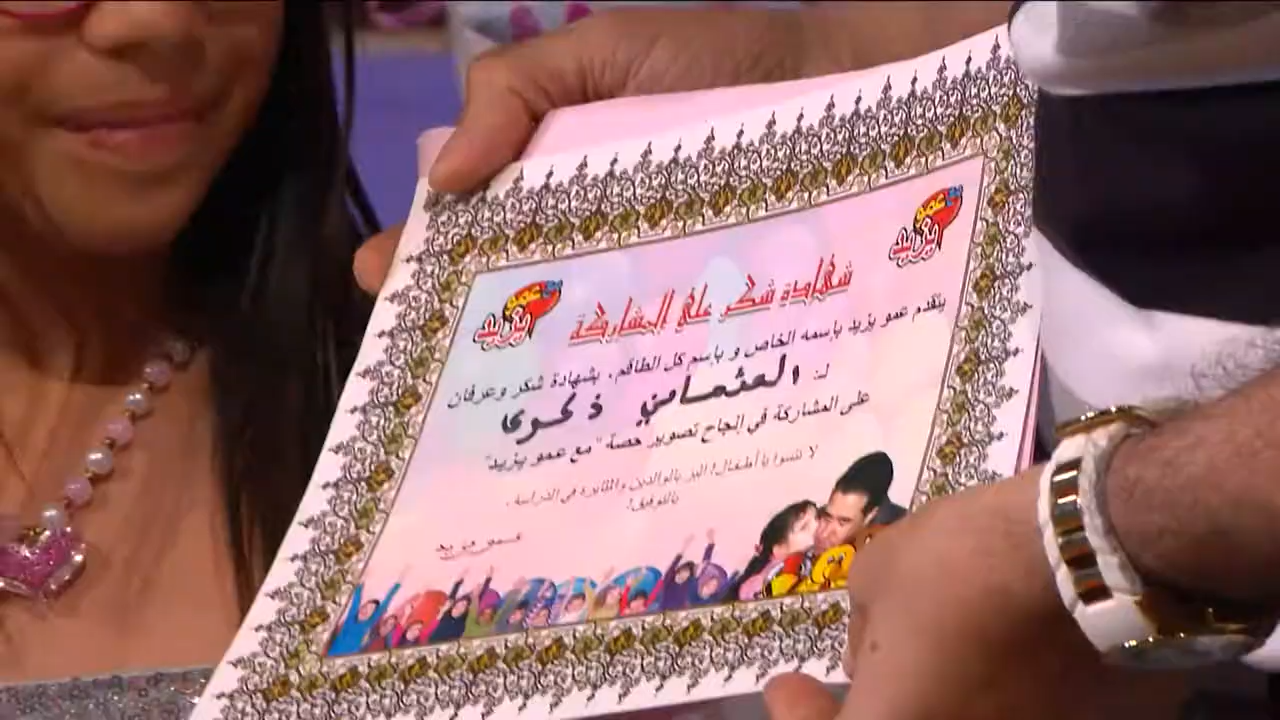 عمو يزيد
عمو يزيد
شهادة شكر على المشاركة
يتقدم عمو يزيد بإسمه الخاص و بإسم كل الطاقم، بشهادة شكر وعرفان
لـ: العثماني ذكرى
على المشاركة في إنجاح تصوير حصة "مع عمو يزيد"
لا تنسوا يا أطفال! البر بالوالدين والمثابرة في الدراسة.
بالتوفيق!
عمو يزيد